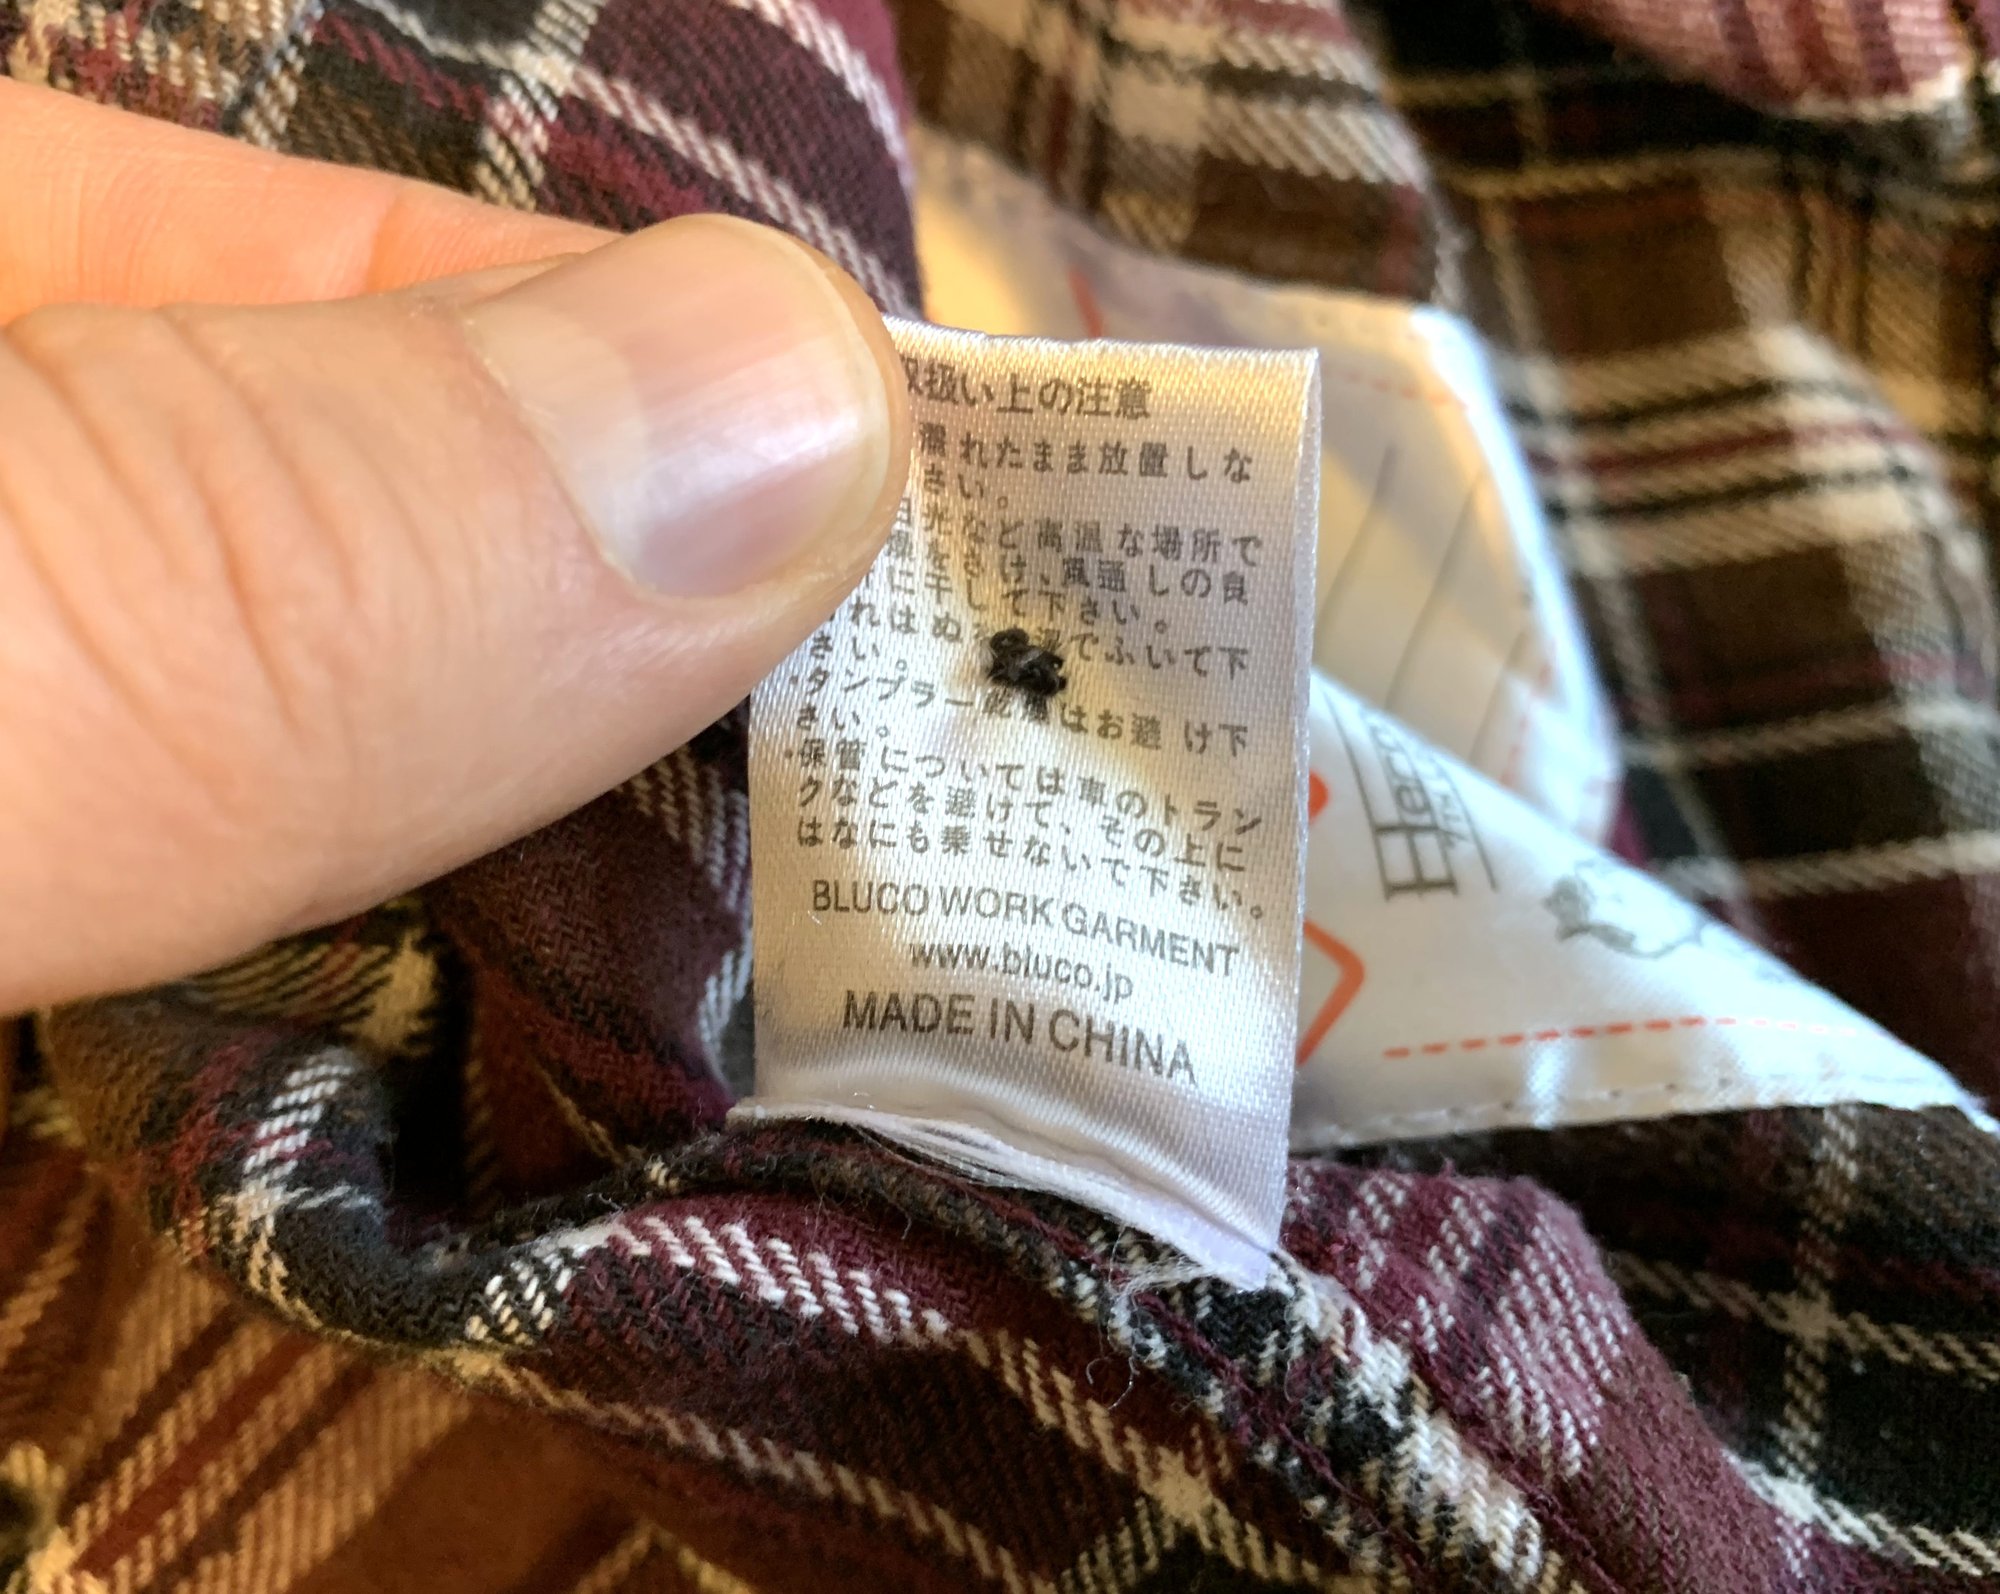 取扱い上の注意
濡れたまま放置しな
さい。
光など高温な場所で
をさけ、風通しの良
に干して下さい。
れはぬ でふいて下
さい。
・タンブラー はお避け下
さい。
・保管については車のトラン
クなどを避けて、その上に
はなにも乗せないで下さい。
BLUCO WORK GARMENT
www.bluco.jp
MADE IN CHINA